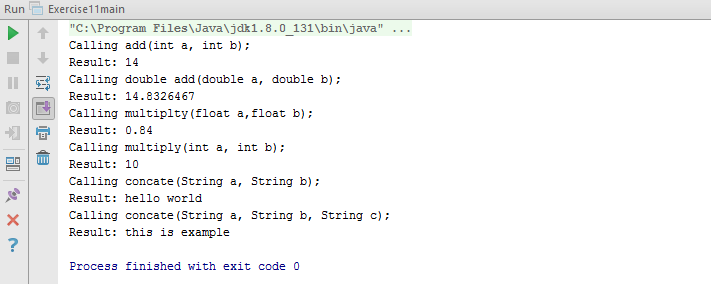 Run Exercise11main
"C:\Program Files\Java\jdk1.8.0_131\bin\java" ...
Calling add(int a, int b);
Result: 14
Calling double add(double a, double b);
Result: 14.8326467
Calling multiplty(float a,float b);
Result: 0.84
Calling multiply(int a, int b);
Result: 10
Calling concate(String a, String b);
Result: hello world
Calling concate(String a, String b, String c);
Result: this is example
Process finished with exit code 0